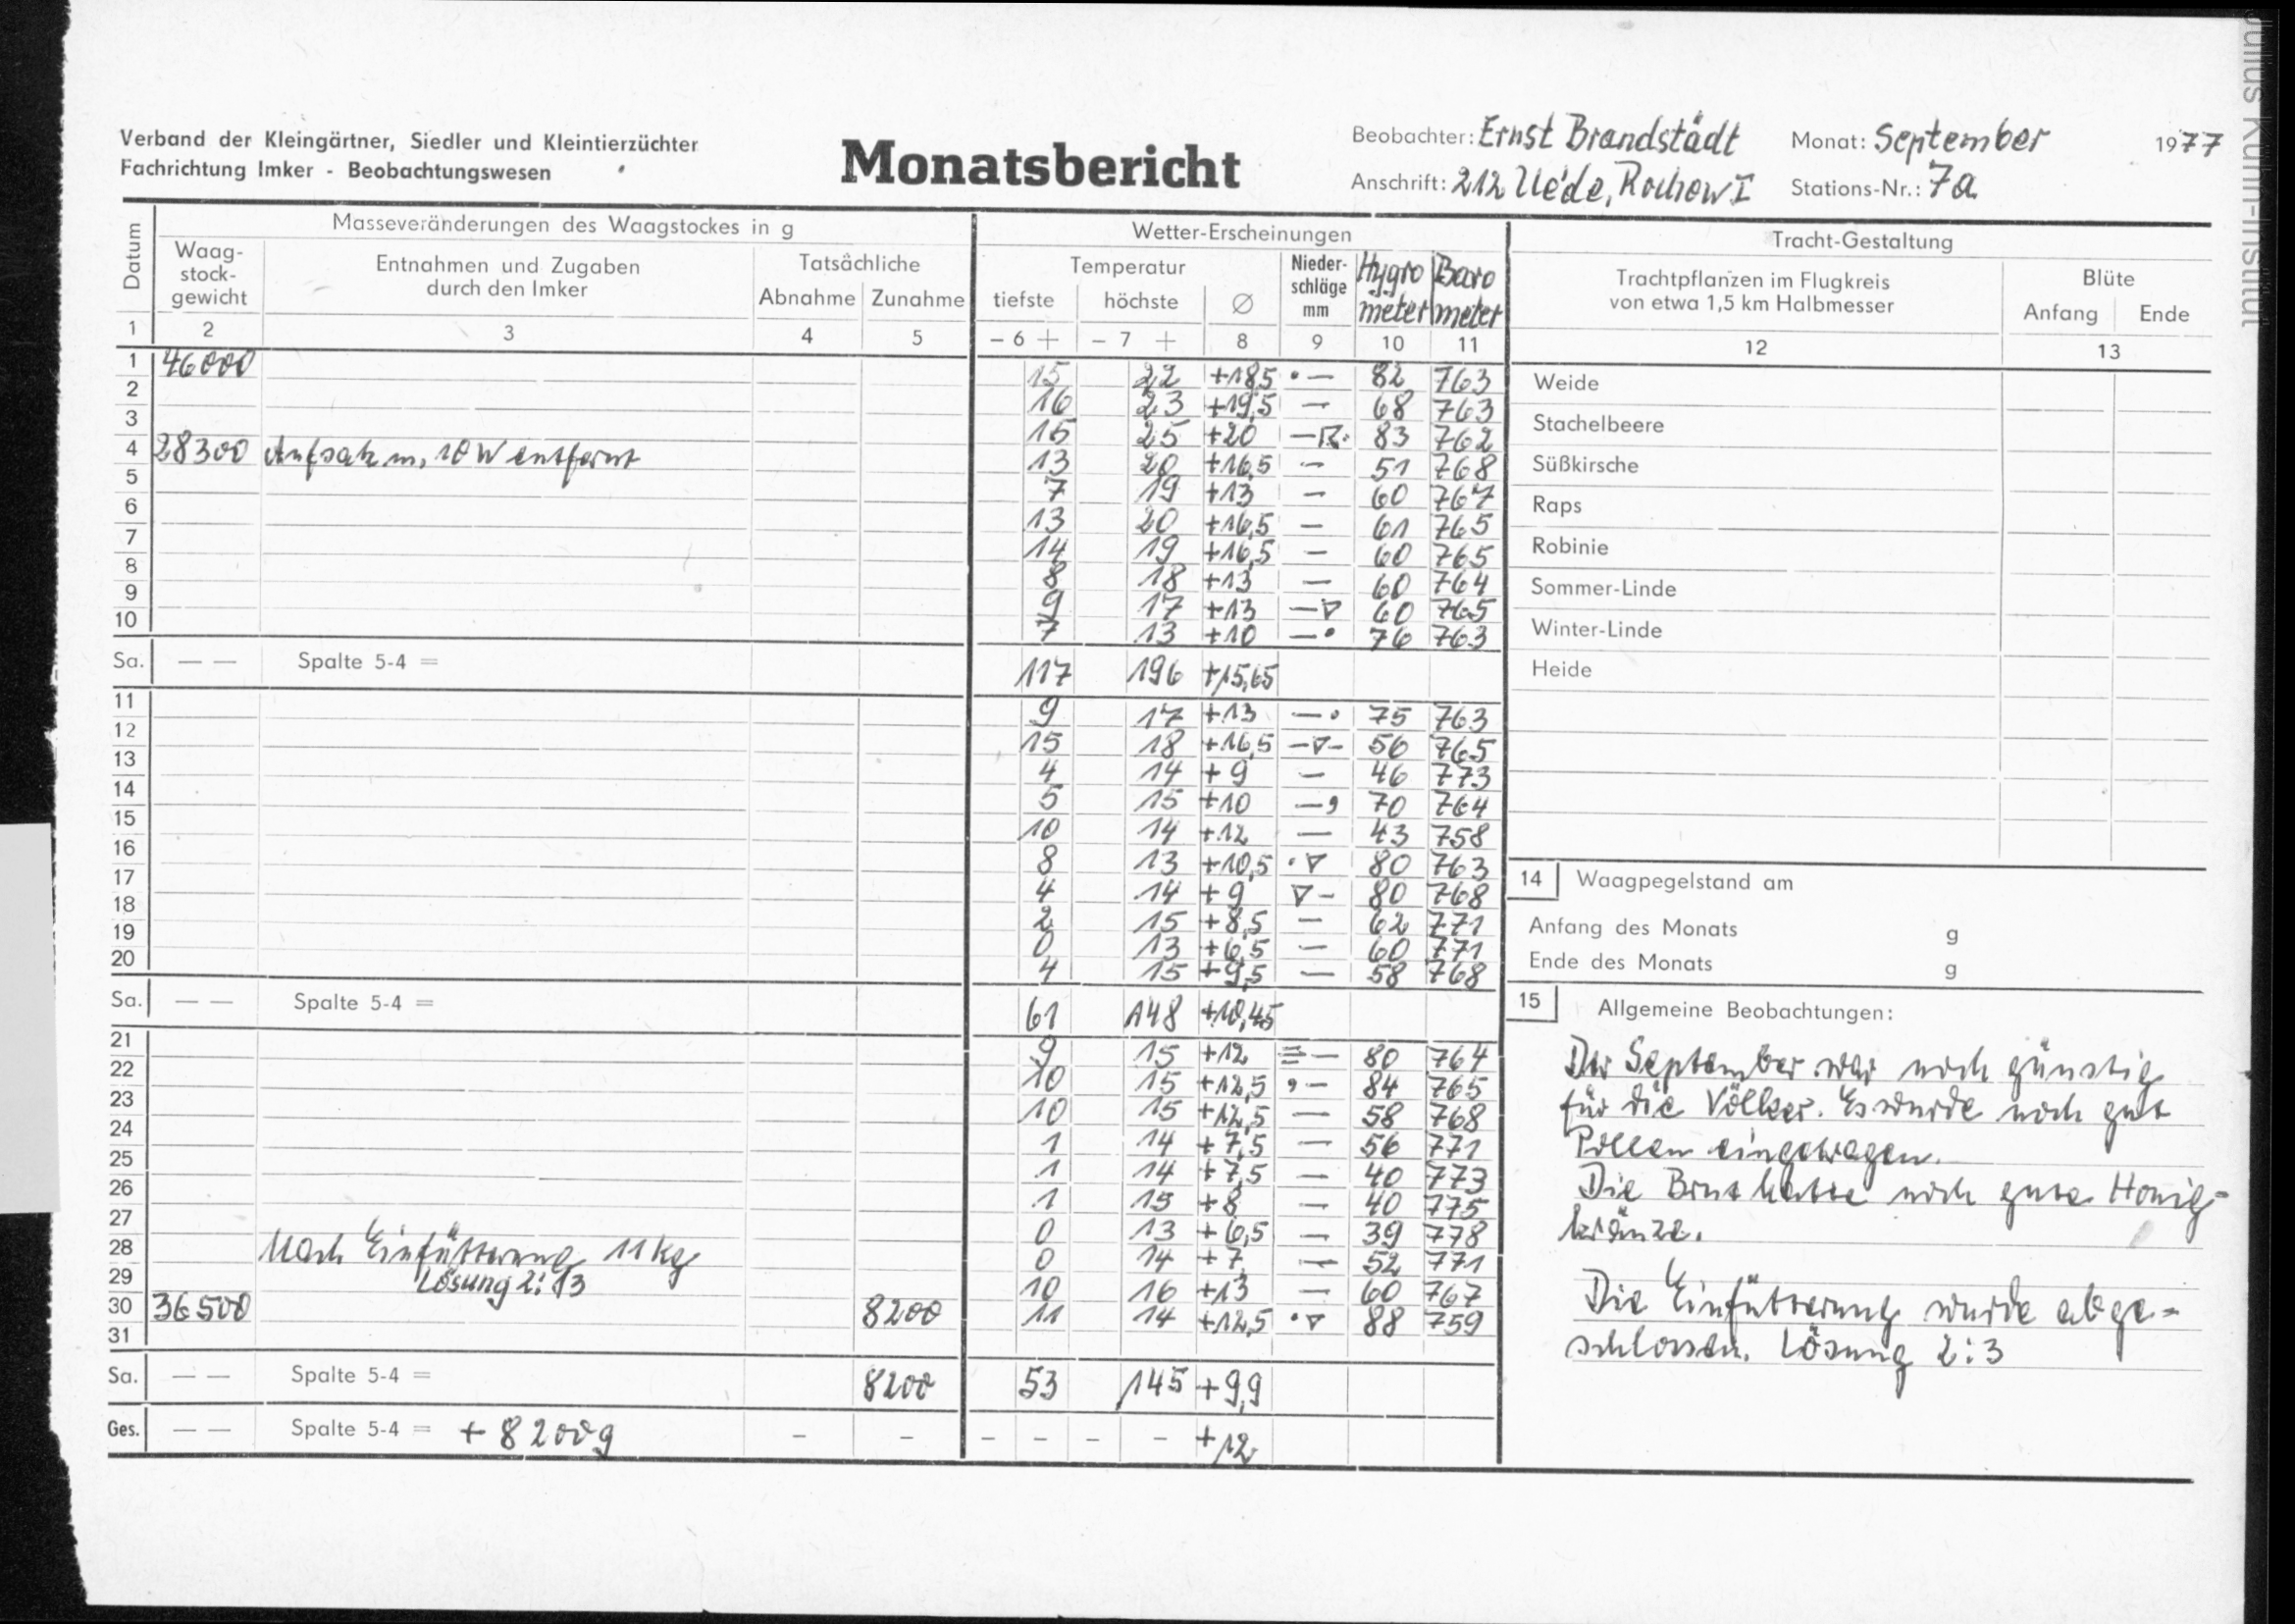 Julius Kühn-Institut
Verband der Kleingärtner, Siedler und Kleintierzüchter
Fachrichtung Imker - Beobachtungswesen
Monatsbericht
Beobachter: Ernst Brandstädt Monat: September 1977
Anschrift: 212 Uede, Rochow I Stations-Nr.: 7a
Datum Masseveränderungen des Waagstockes in g Wetter-Erscheinungen Tracht-Gestaltung
Waag-stock-gewicht Entnahmen und Zugaben durch den Imker Tatsächliche Abnahme Zunahme Temperatur tiefste höchste ∅ Nieder-schläge mm Hygro meter Baro meter Trachtpflanzen im Flugkreis von etwa 1,5 km Halbmesser Blüte Anfang Ende
1 2 3 4 5 – 6 + – 7 + 8 9 10 11 12 13
1 46000 15 22 +18,5 • — 82 763 Weide
2 16 23 +19,5 — 68 763
3 15 25 +20 — 83 762 Stachelbeere
4 28300 Aufsatz m. 10 W entfernt 13 20 +16,5 — 51 768 Süßkirsche
5 7 19 +13 — 60 767
6 13 20 +16,5 — 61 765 Raps
7 14 19 +16,5 — 60 765 Robinie
8 8 18 +13 — 60 764
9 9 17 +13 — ▽ 60 765 Sommer-Linde
10 7 13 +10 — • 76 763 Winter-Linde
Sa. — — Spalte 5-4 = 117 196 +15,65 Heide
11 9 17 +13 — • 75 763
12 15 18 +16,5 — ▽ — 56 765
13 4 14 +9 — 46 773
14 5 15 +10 — , 70 764
15 10 14 +12 — 43 758
16 8 13 +10,5 • ▽ 80 763
17 4 14 +9 ▽ – 80 768
18 2 15 +8,5 — 62 771
19 0 13 +6,5 — 60 771
20 4 15 +9,5 — 58 768
Sa. — — Spalte 5-4 = 61 148 +10,45
21 9 15 +12 ≡ — 80 764
22 10 15 +12,5 , — 84 765
23 10 15 +12,5 — 58 768
24 1 14 +7,5 — 56 771
25 1 14 +7,5 — 40 773
26 1 15 +8 — 40 775
27 0 13 +6,5 — 39 778
28 Nach Einfütterung 11 kg 0 14 +7 — 52 771
29 Lösung 2:3 10 16 +13 — 60 767
30 36500 8200 11 14 +12,5 • ▽ 88 759
31
Sa. — — Spalte 5-4 = 8200 53 145 +9,9
Ges. — — Spalte 5-4 = + 8200g – – – – – – +12
14 Waagpegelstand am
Anfang des Monats g
Ende des Monats g
15 Allgemeine Beobachtungen:
Der September war noch günstig
für die Völker. Es wurde noch gut
Pollen eingetragen.
Die Brut hatte noch gute Honig-
kränze.
Die Einfütterung wurde abge-
schlossen. Lösung 2:3